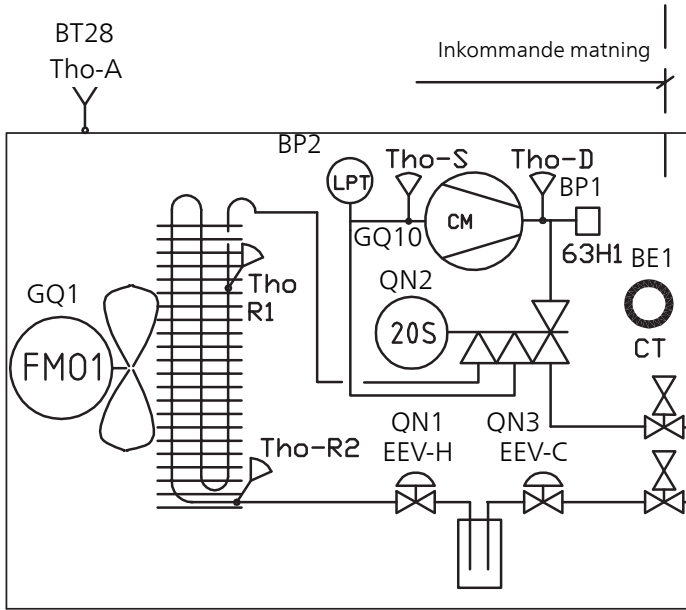 BT28
Tho-A
Inkommande matning
BP2
LPT
Tho-S
Tho-D
BP1
CM
GQ10
63H1
BE1
CT
QN2
20S
Tho
R1
GQ1
FM01
QN1
EEV-H
QN3
EEV-C
Tho-R2